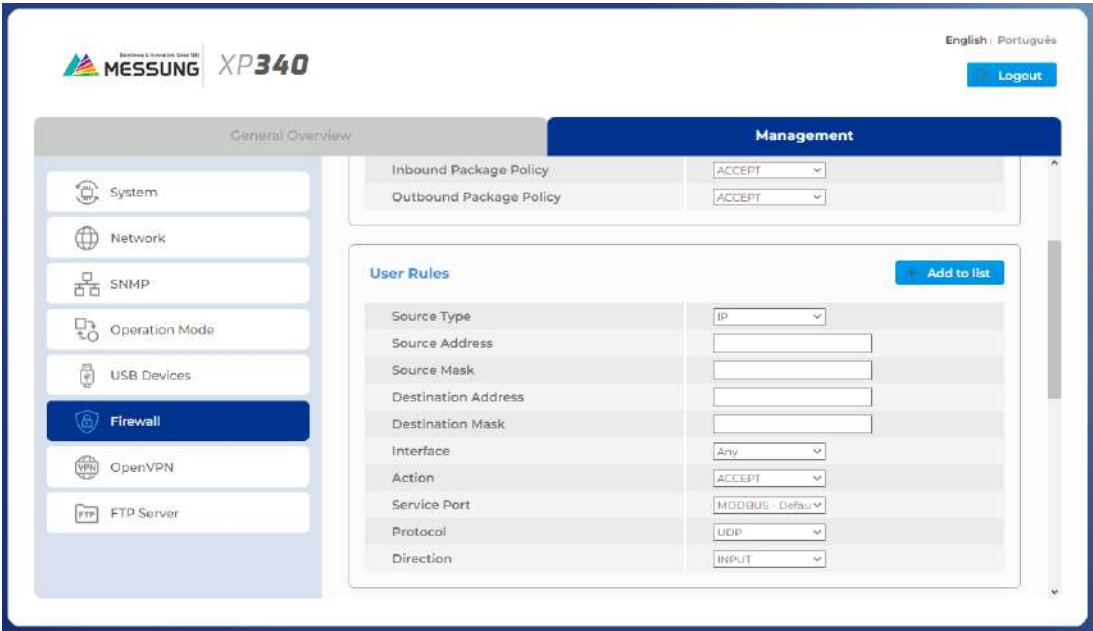 English | Português
MESSUNG XP340
Logout
General Overview
Management
System
Network
SNMP
Operation Mode
USB Devices
Firewall
OpenVPN
FTP Server
Inbound Package Policy ACCEPT
Outbound Package Policy ACCEPT
User Rules
Add to list
Source Type IP
Source Address
Source Mask
Destination Address
Destination Mask
Interface Any
Action ACCEPT
Service Port MODBUS - Defau
Protocol UDP
Direction INPUT